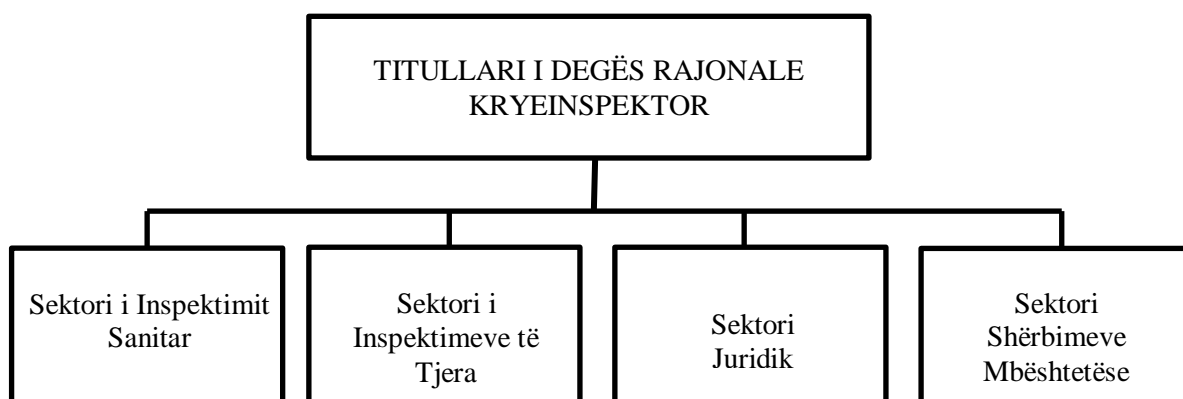 TITULLARI I DEGËS RAJONALE
KRYEINSPEKTOR
Sektori i Inspektimit
Sanitar
Sektori i
Inspektimeve të
Tjera
Sektori
Juridik
Sektori
Shërbimeve
Mbështetëse